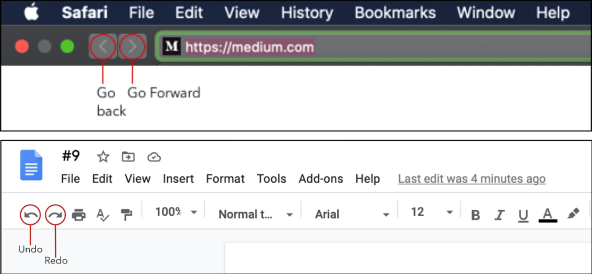 Safari File Edit View History Bookmarks Window Help
M https://medium.com
Go back
Go Forward
#9
File Edit View Insert Format Tools Add-ons Help Last edit was 4 minutes ago
100% Normal t... Arial 12 B I U A
Undo
Redo